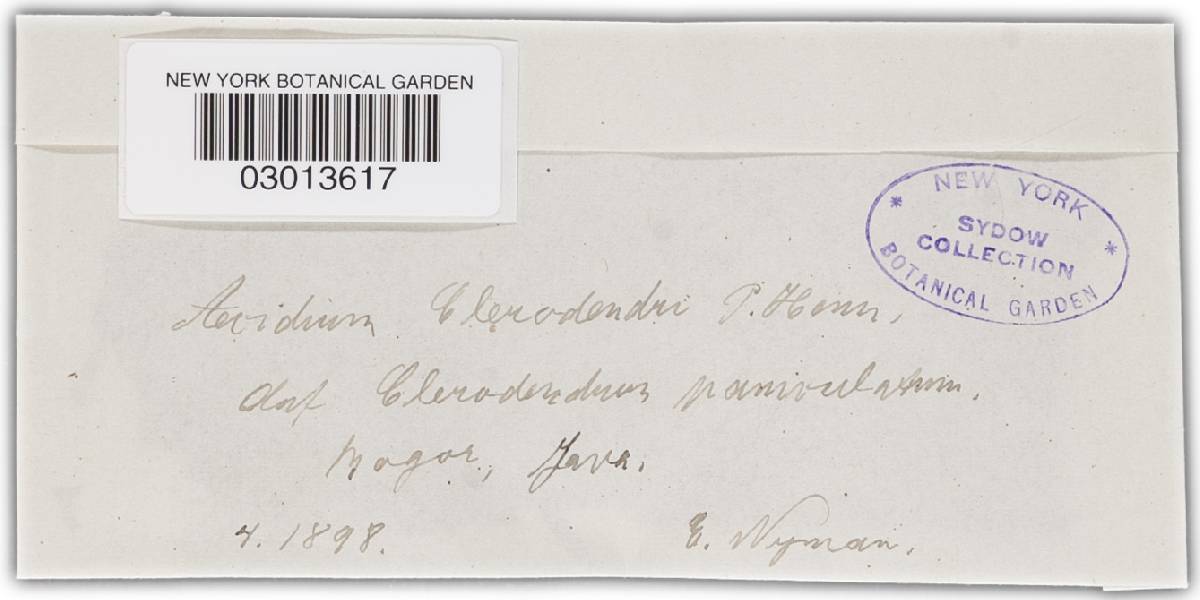 NEW YORK BOTANICAL GARDEN
03013617
NEW YORK
SYDOW
COLLECTION
BOTANICAL GARDEN
Aecidium Clerodendri P. Henn.
auf Clerodendrum paniculatum.
Bogor, Java.
4. 1898.
E. Nyman.